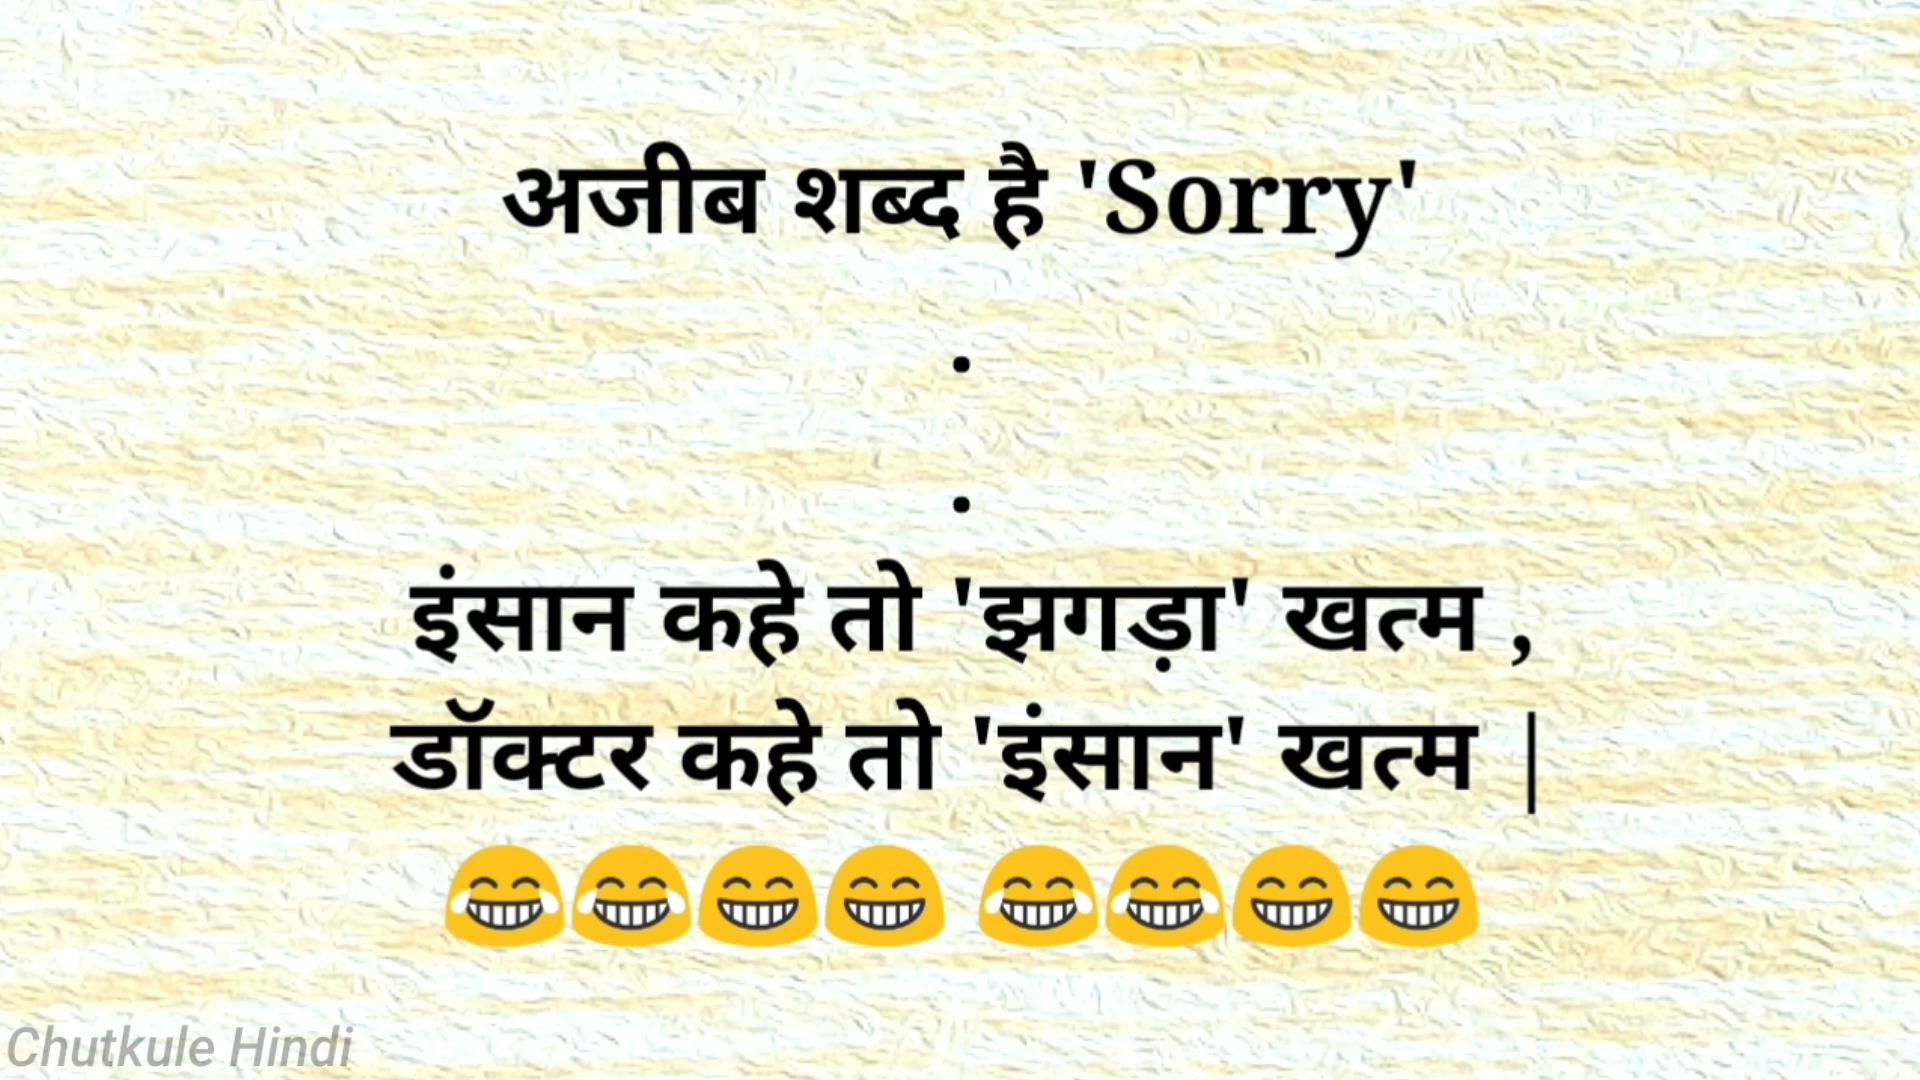 अजीब शब्द है 'Sorry'
.
.
इंसान कहे तो 'झगड़ा' खत्म ,
डॉक्टर कहे तो 'इंसान' खत्म |
😂😂😁😁 😂😂😁😁
Chutkule Hindi